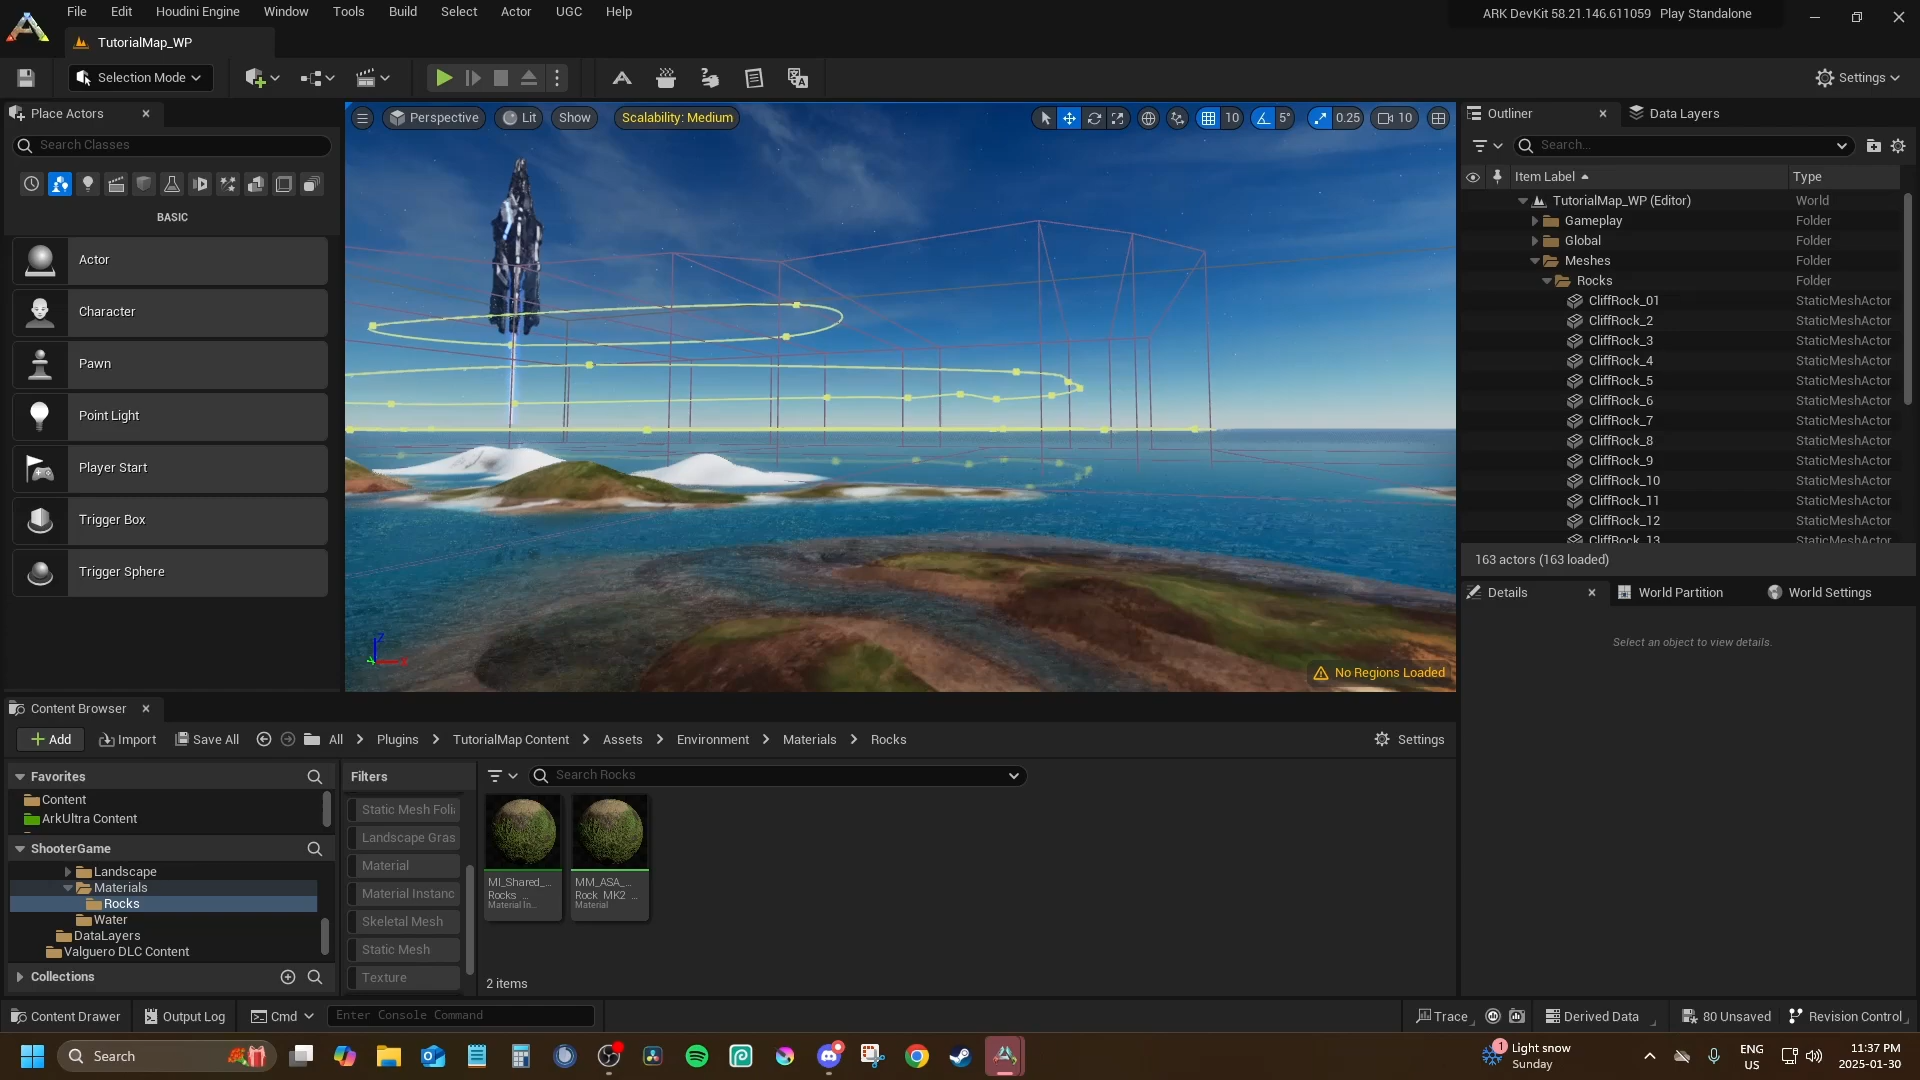 File Edit Houdini Engine Window Tools Build Select Actor UGC Help
ARK DevKit 58.21.146.611059 Play Standalone
TutorialMap_WP
Selection Mode
Settings
Place Actors
Search Classes
BASIC
Actor
Character
Pawn
Point Light
Player Start
Trigger Box
Trigger Sphere
Perspective
Lit
Show
Scalability: Medium
10
5°
0.25
10
No Regions Loaded
Outliner
Data Layers
Search...
Item Label Type
TutorialMap_WP (Editor) World
Gameplay Folder
Global Folder
Meshes Folder
Rocks Folder
CliffRock_01 StaticMeshActor
CliffRock_2 StaticMeshActor
CliffRock_3 StaticMeshActor
CliffRock_4 StaticMeshActor
CliffRock_5 StaticMeshActor
CliffRock_6 StaticMeshActor
CliffRock_7 StaticMeshActor
CliffRock_8 StaticMeshActor
CliffRock_9 StaticMeshActor
CliffRock_10 StaticMeshActor
CliffRock_11 StaticMeshActor
CliffRock_12 StaticMeshActor
CliffRock_13 StaticMeshActor
163 actors (163 loaded)
Details
World Partition
World Settings
Select an object to view details.
Content Browser
Add
Import
Save All
All > Plugins > TutorialMap Content > Assets > Environment > Materials > Rocks
Settings
Favorites
Content
ArkUltra Content
ShooterGame
Landscape
Materials
Rocks
Water
DataLayers
Valguero DLC Content
Collections
Filters
Static Mesh Foli
Landscape Gras
Material
Material Instanc
Skeletal Mesh
Static Mesh
Texture
Search Rocks
MI_Shared_...
Rocks_...
Material In...
MM_ASA_...
Rock_MK2_...
Material
2 items
Content Drawer
Output Log
Cmd
Enter Console Command
Trace
Derived Data
80 Unsaved
Revision Control
Search
1
Light snow
Sunday
ENG
US
11:37 PM
2025-01-30